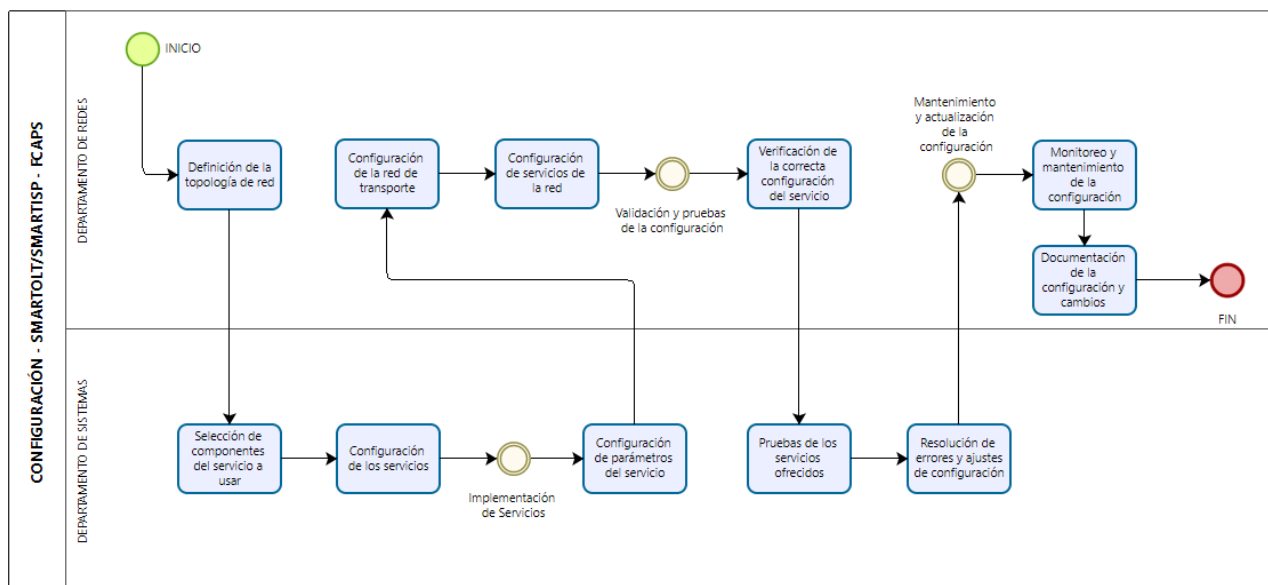 CONFIGURACIÓN - SMARTOLT/SMARTISP - FCAPS
DEPARTAMENTO DE REDES
INICIO
Definición de la
topología de red
Configuración
de la red de
transporte
Configuración
de servicios de
la red
Validación y pruebas
de la configuración
Verificación de
la correcta
configuración
del servicio
Mantenimiento
y actualización
de la
configuración
Monitoreo y
mantenimiento
de la
configuración
Documentación
de la
configuración y
cambios
FIN
DEPARTAMENTO DE SISTEMAS
Selección de
componentes
del servicio a
usar
Configuración
de los servicios
Implementación
de Servicios
Configuración
de parámetros
del servicio
Pruebas de los
servicios
ofrecidos
Resolución de
errores y ajustes
de configuración